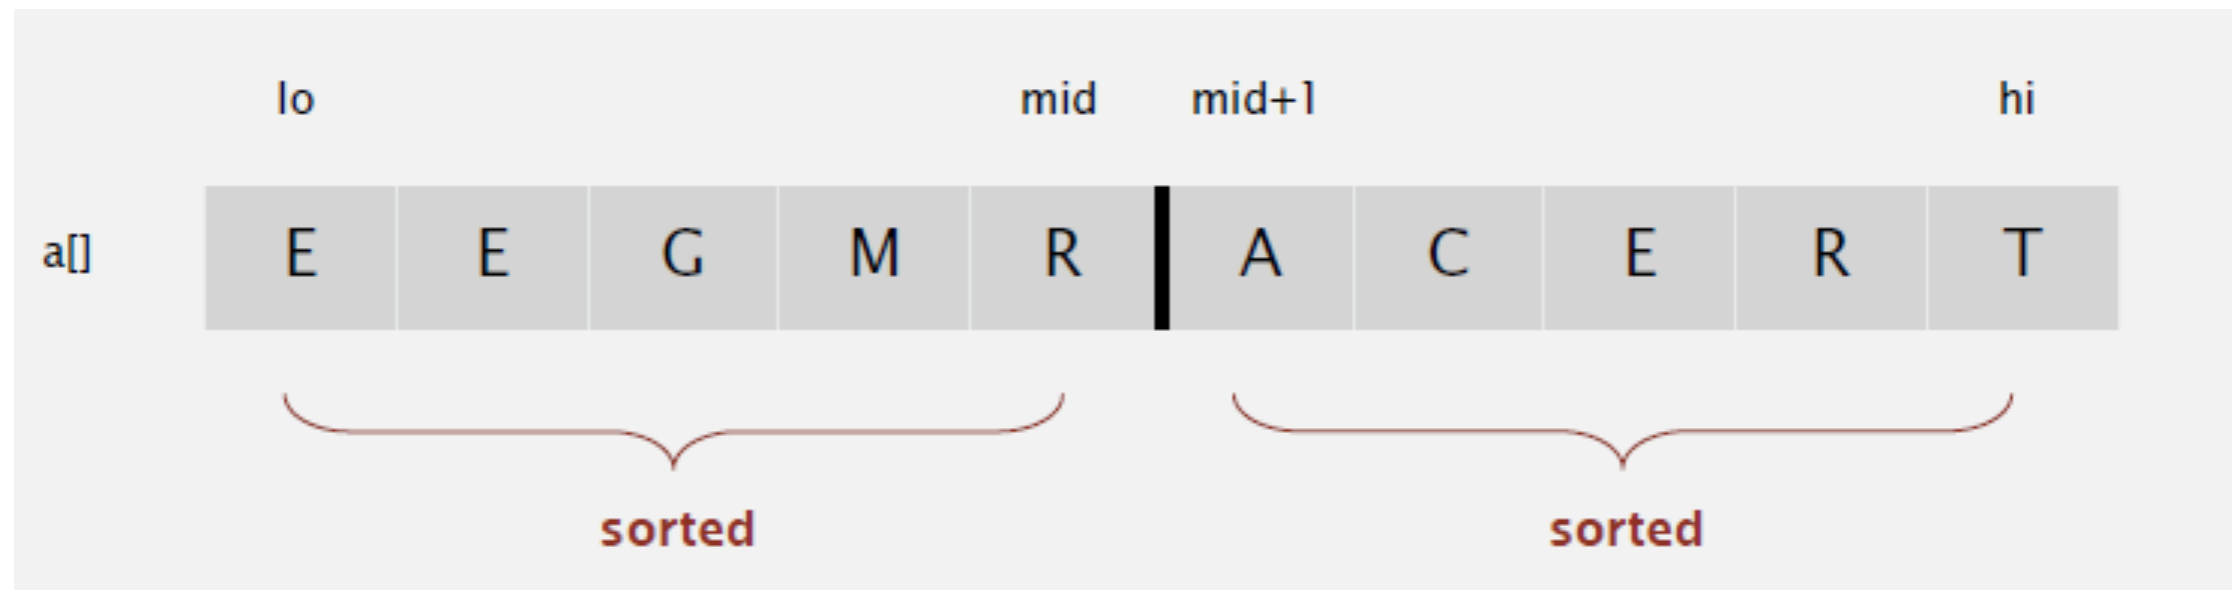 lo mid mid+1 hi
a[] E E G M R A C E R T
sorted sorted